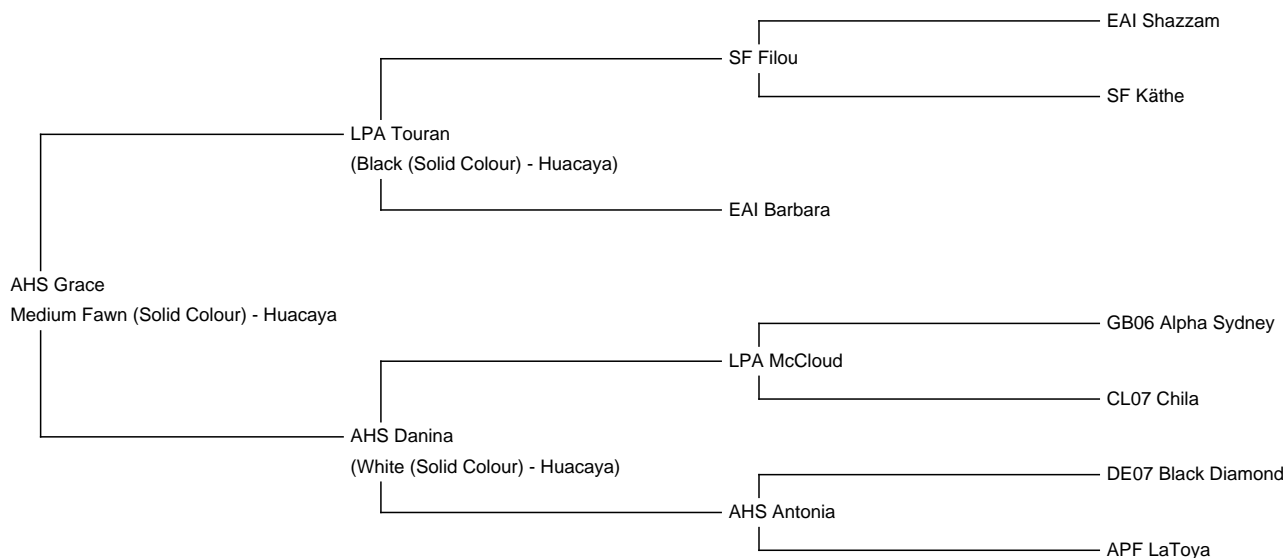 EAI Shazzam
SF Filou
SF Käthe
LPA Touran
(Black (Solid Colour) - Huacaya)
EAI Barbara
AHS Grace
Medium Fawn (Solid Colour) - Huacaya
GB06 Alpha Sydney
LPA McCloud
CL07 Chila
AHS Danina
(White (Solid Colour) - Huacaya)
DE07 Black Diamond
AHS Antonia
APF LaToya